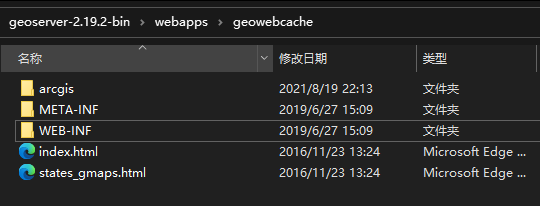 geoserver-2.19.2-bin > webapps > geowebcache
名称 修改日期 类型
arcgis 2021/8/19 22:13 文件夹
META-INF 2019/6/27 15:09 文件夹
WEB-INF 2019/6/27 15:09 文件夹
index.html 2016/11/23 13:24 Microsoft Edge ...
states_gmaps.html 2016/11/23 13:24 Microsoft Edge ...